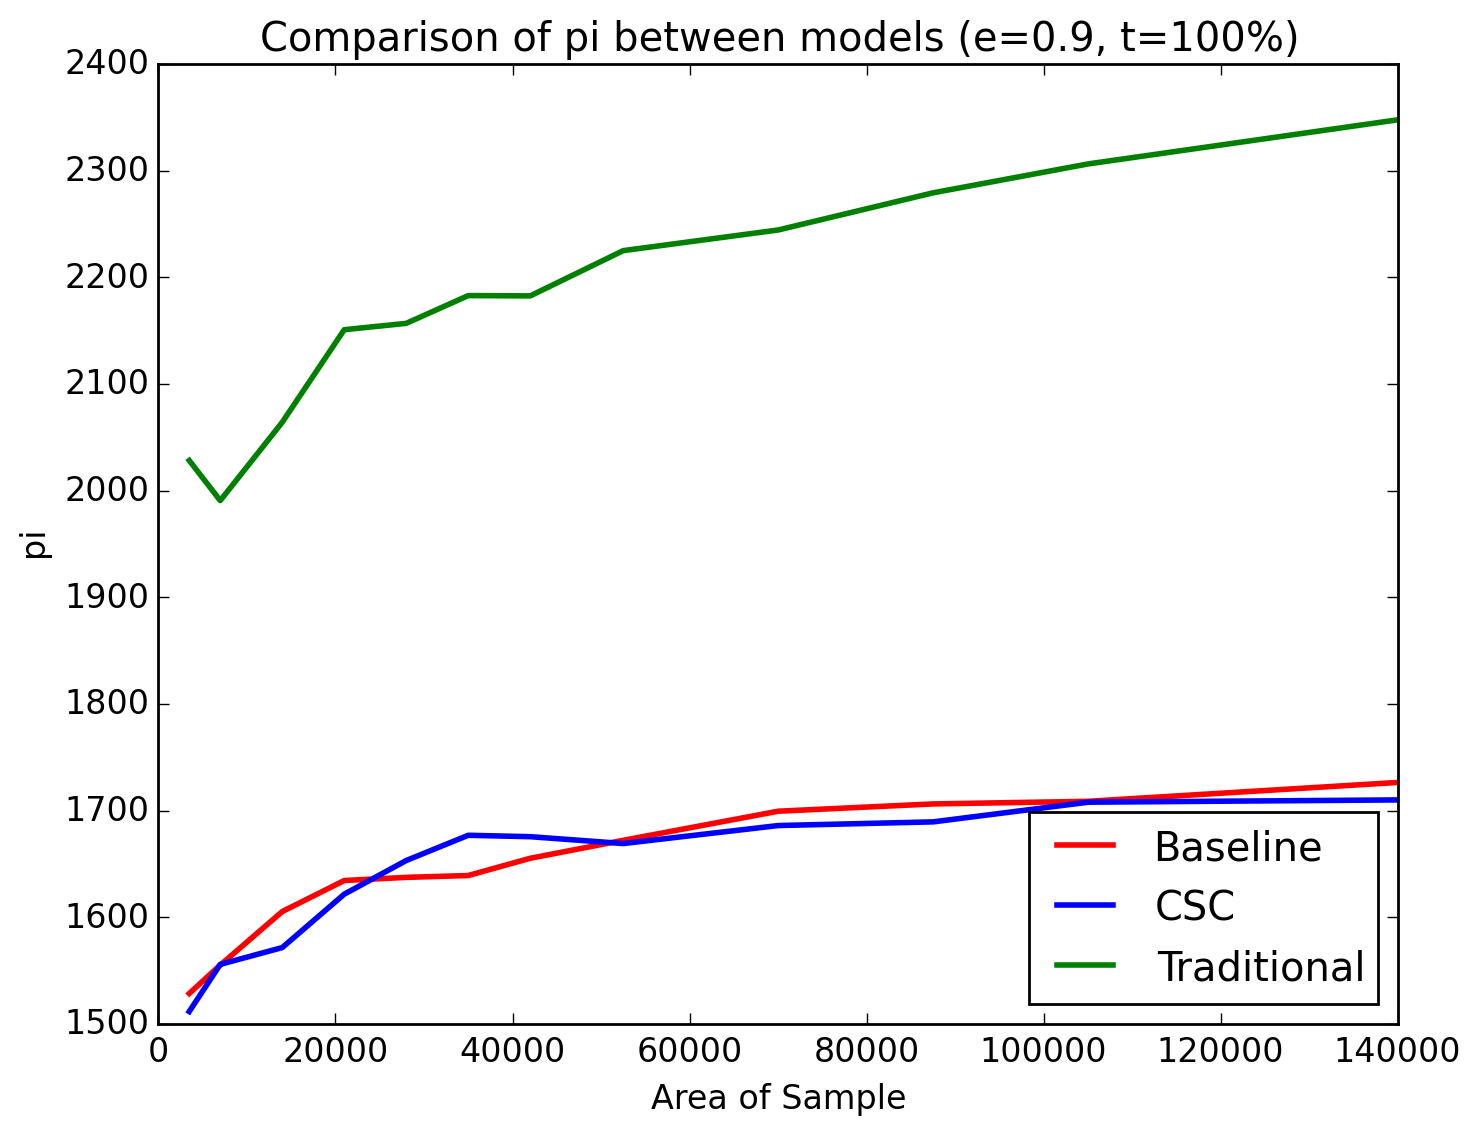 Comparison of pi between models (e=0.9, t=100%)
2400
2300
2200
2100
2000
1900
1800
1700
1600
1500
pi
Baseline
CSC
Traditional
0 20000 40000 60000 80000 100000 120000 140000
Area of Sample